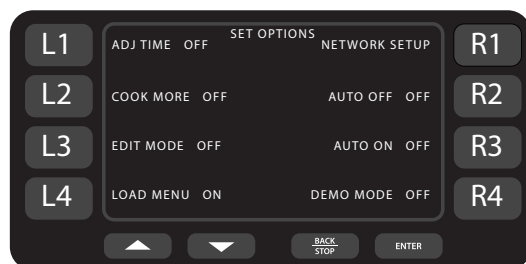 SET OPTIONS
L1 ADJ TIME OFF NETWORK SETUP R1
L2 COOK MORE OFF AUTO OFF OFF R2
L3 EDIT MODE OFF AUTO ON OFF R3
L4 LOAD MENU ON DEMO MODE OFF R4
BACK
STOP
ENTER